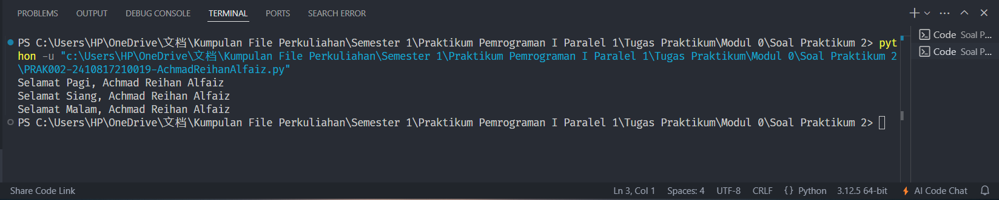 PROBLEMS OUTPUT DEBUG CONSOLE TERMINAL PORTS SEARCH ERROR
PS C:\Users\HP\OneDrive\文档\Kumpulan File Perkuliahan\Semester 1\Praktikum Pemrograman I Paralel 1\Tugas Praktikum\Modul 0\Soal Praktikum 2> pyt
hon -u "c:\Users\HP\OneDrive\文档\Kumpulan File Perkuliahan\Semester 1\Praktikum Pemrograman I Paralel 1\Tugas Praktikum\Modul 0\Soal Praktikum 2
\PRAK002-2410817210019-AchmadReihanAlfaiz.py"
Selamat Pagi, Achmad Reihan Alfaiz
Selamat Siang, Achmad Reihan Alfaiz
Selamat Malam, Achmad Reihan Alfaiz
PS C:\Users\HP\OneDrive\文档\Kumpulan File Perkuliahan\Semester 1\Praktikum Pemrograman I Paralel 1\Tugas Praktikum\Modul 0\Soal Praktikum 2>
Code Soal P...
Code Soal P...
Share Code Link Ln 3, Col 1 Spaces: 4 UTF-8 CRLF {} Python 3.12.5 64-bit AI Code Chat